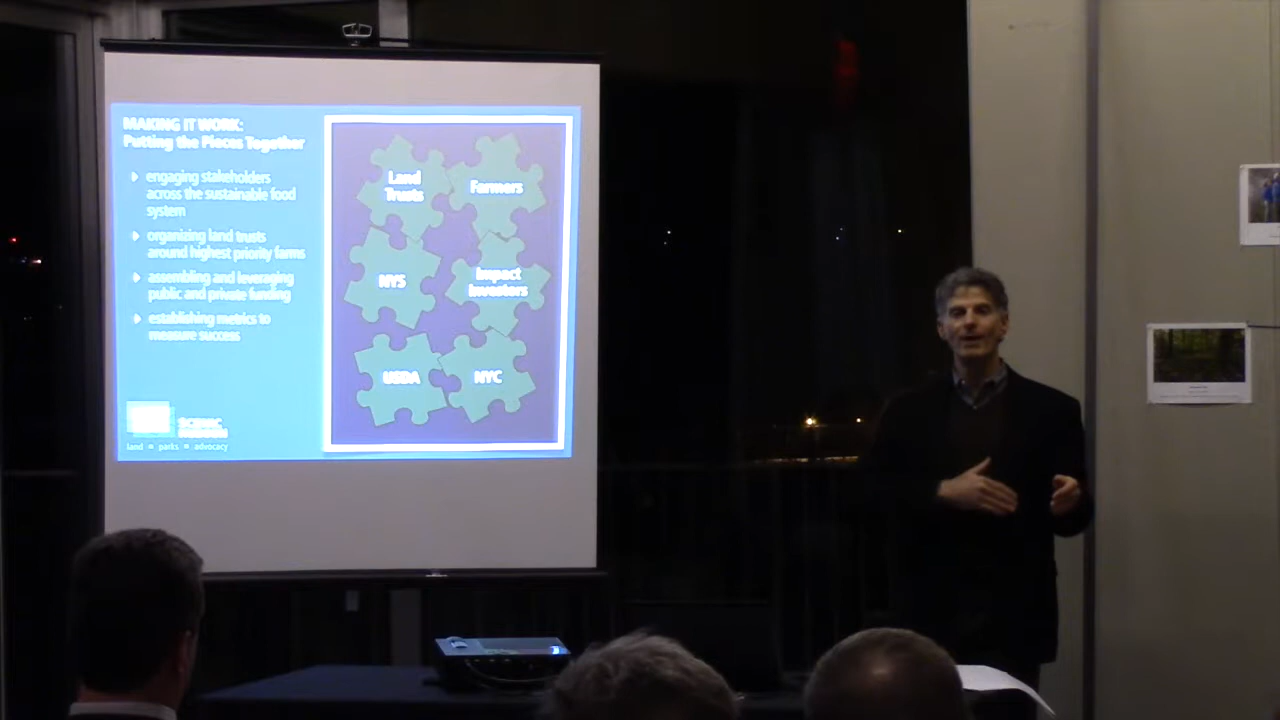 MAKING IT WORK:
Putting the Pieces Together
engaging stakeholders
across the sustainable food
system
organizing land trusts
around highest priority farms
assembling and leveraging
public and private funding
establishing metrics to
measure success
Land
Trusts
Farmers
NYS
Impact
Investors
USDA
NYC
SCENIC
HUDSON
land parks advocacy